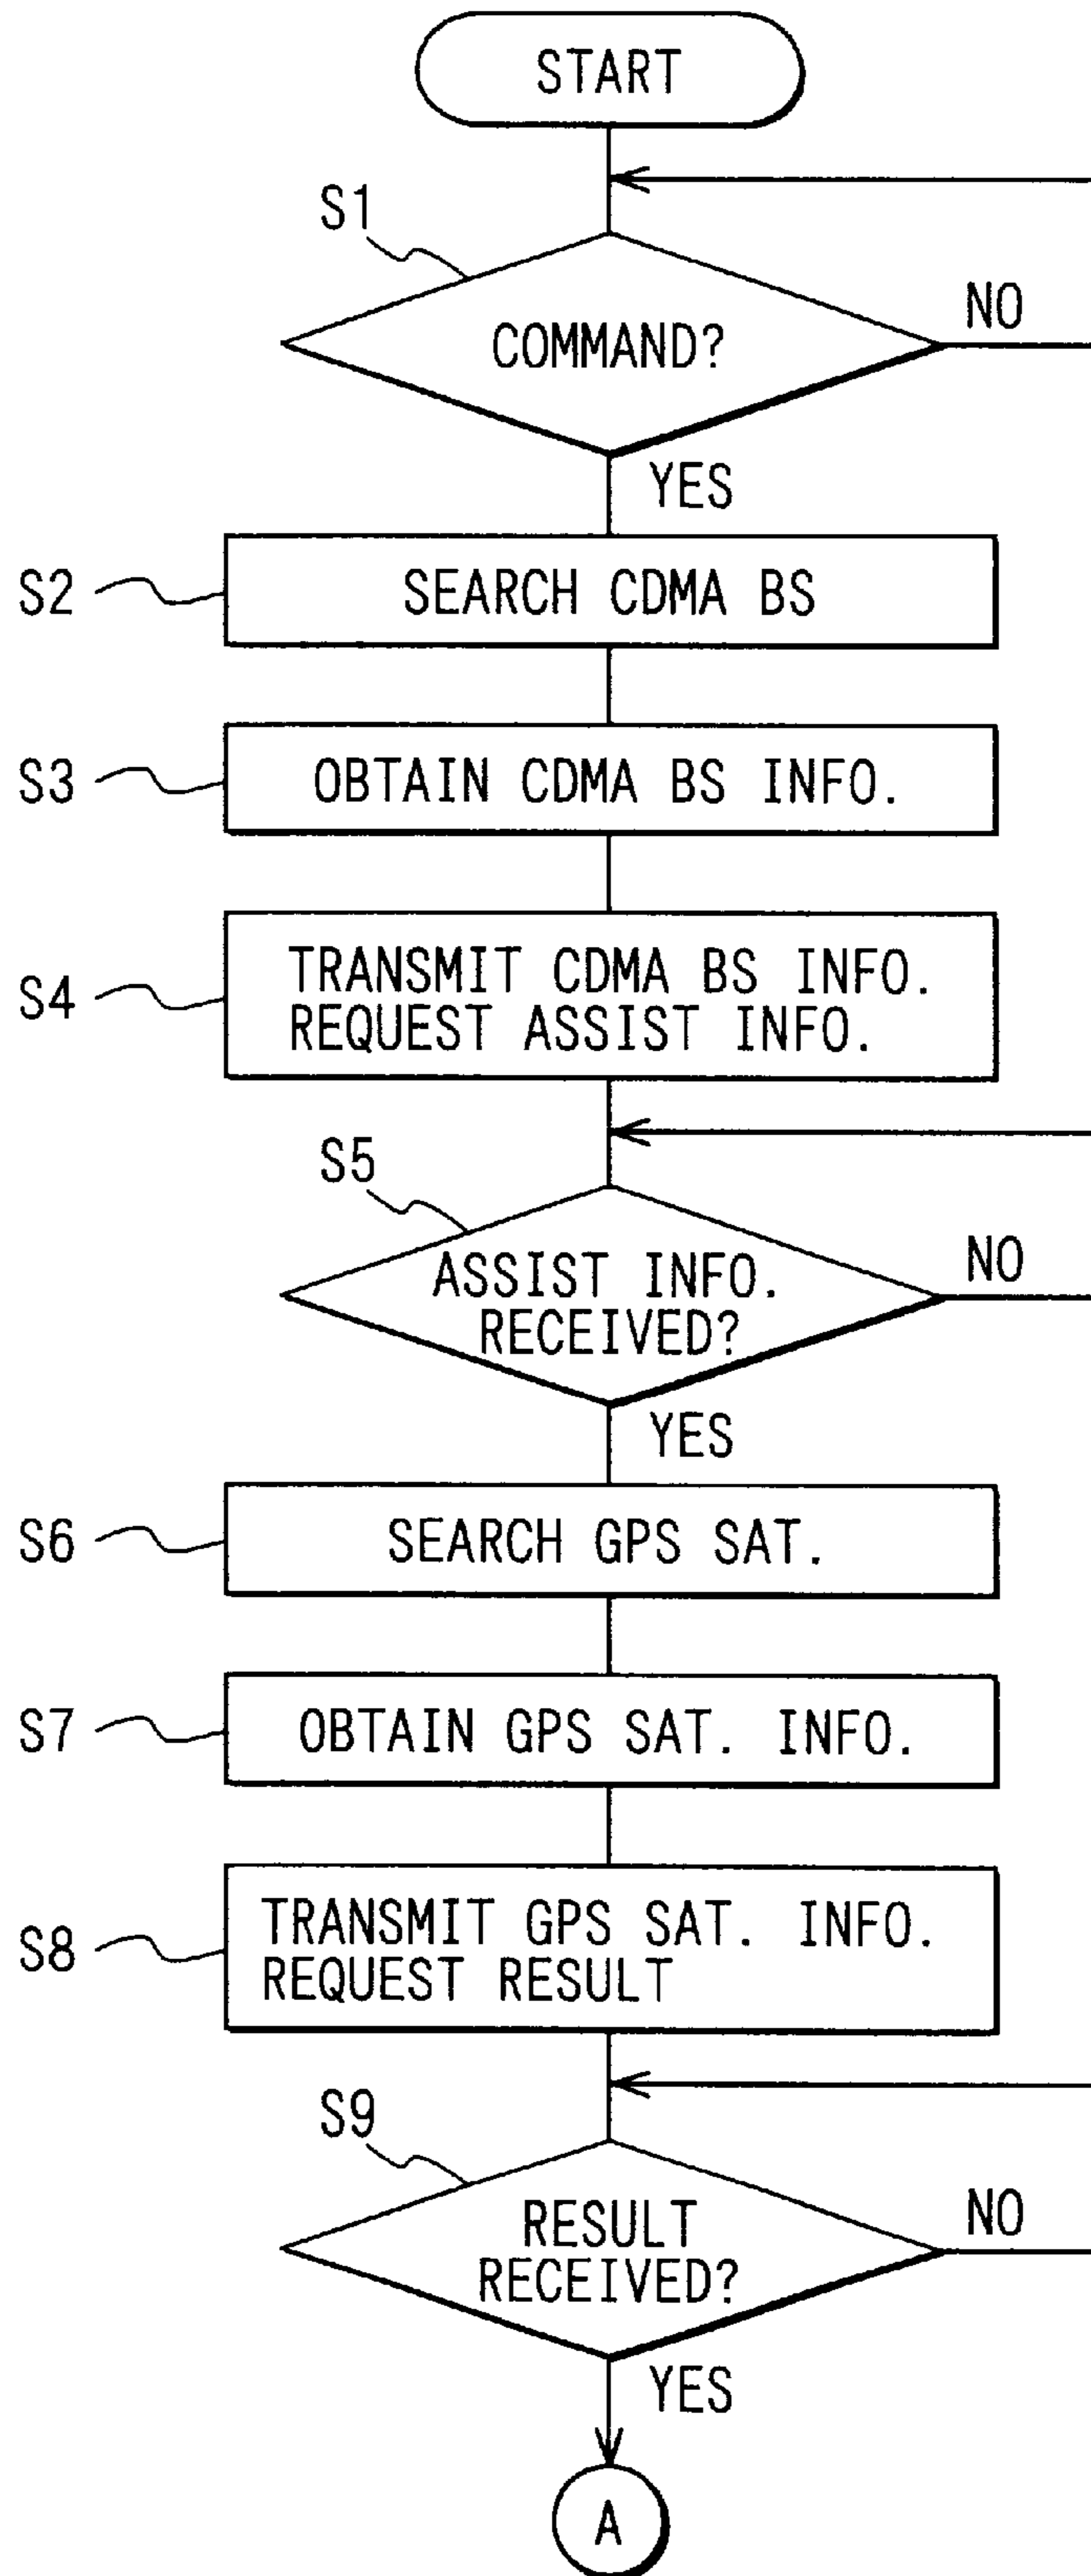 START
S1
COMMAND?
NO
YES
S2
SEARCH CDMA BS
S3
OBTAIN CDMA BS INFO.
S4
TRANSMIT CDMA BS INFO.
REQUEST ASSIST INFO.
S5
ASSIST INFO.
RECEIVED?
NO
YES
S6
SEARCH GPS SAT.
S7
OBTAIN GPS SAT. INFO.
S8
TRANSMIT GPS SAT. INFO.
REQUEST RESULT
S9
RESULT
RECEIVED?
NO
YES
A